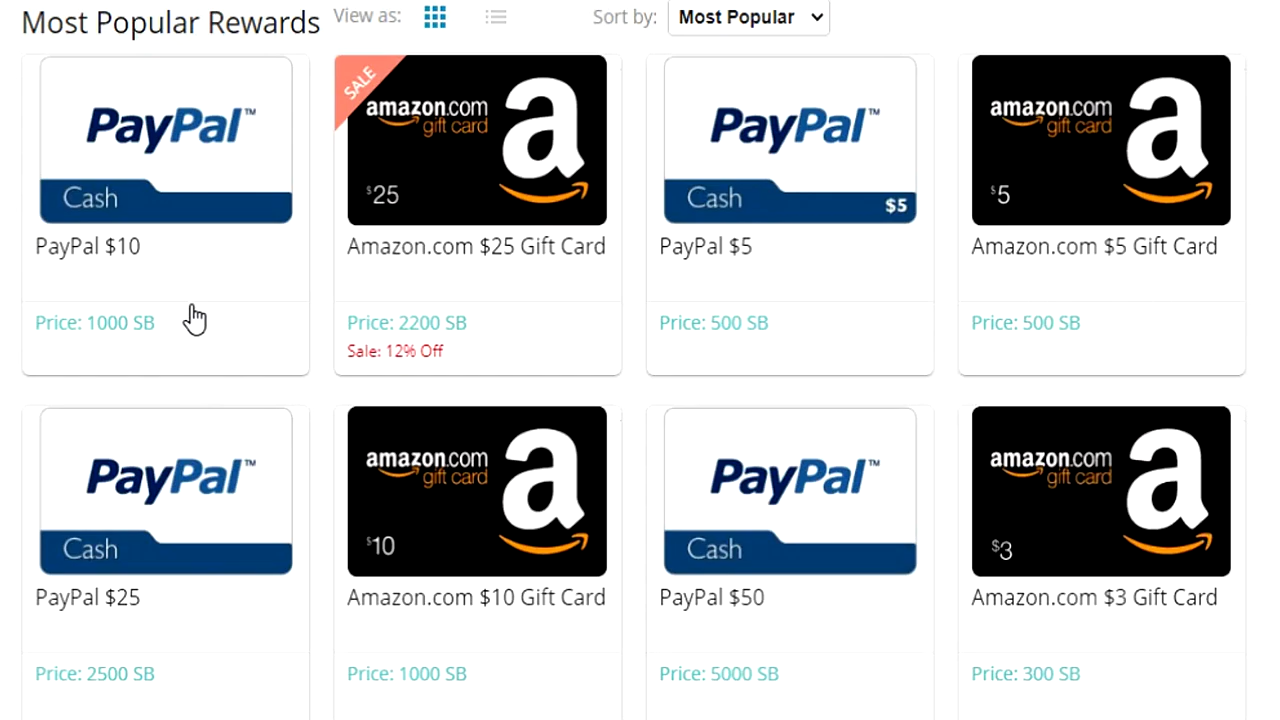 Most Popular Rewards View as: Sort by: Most Popular
PayPal™
Cash
PayPal $10
Price: 1000 SB
SALE
amazon.com
gift card
a
$25
Amazon.com $25 Gift Card
Price: 2200 SB
Sale: 12% Off
PayPal™
Cash $5
PayPal $5
Price: 500 SB
amazon.com
gift card
a
$5
Amazon.com $5 Gift Card
Price: 500 SB
PayPal™
Cash
PayPal $25
Price: 2500 SB
amazon.com
gift card
a
$10
Amazon.com $10 Gift Card
Price: 1000 SB
PayPal™
Cash
PayPal $50
Price: 5000 SB
amazon.com
gift card
a
$3
Amazon.com $3 Gift Card
Price: 300 SB